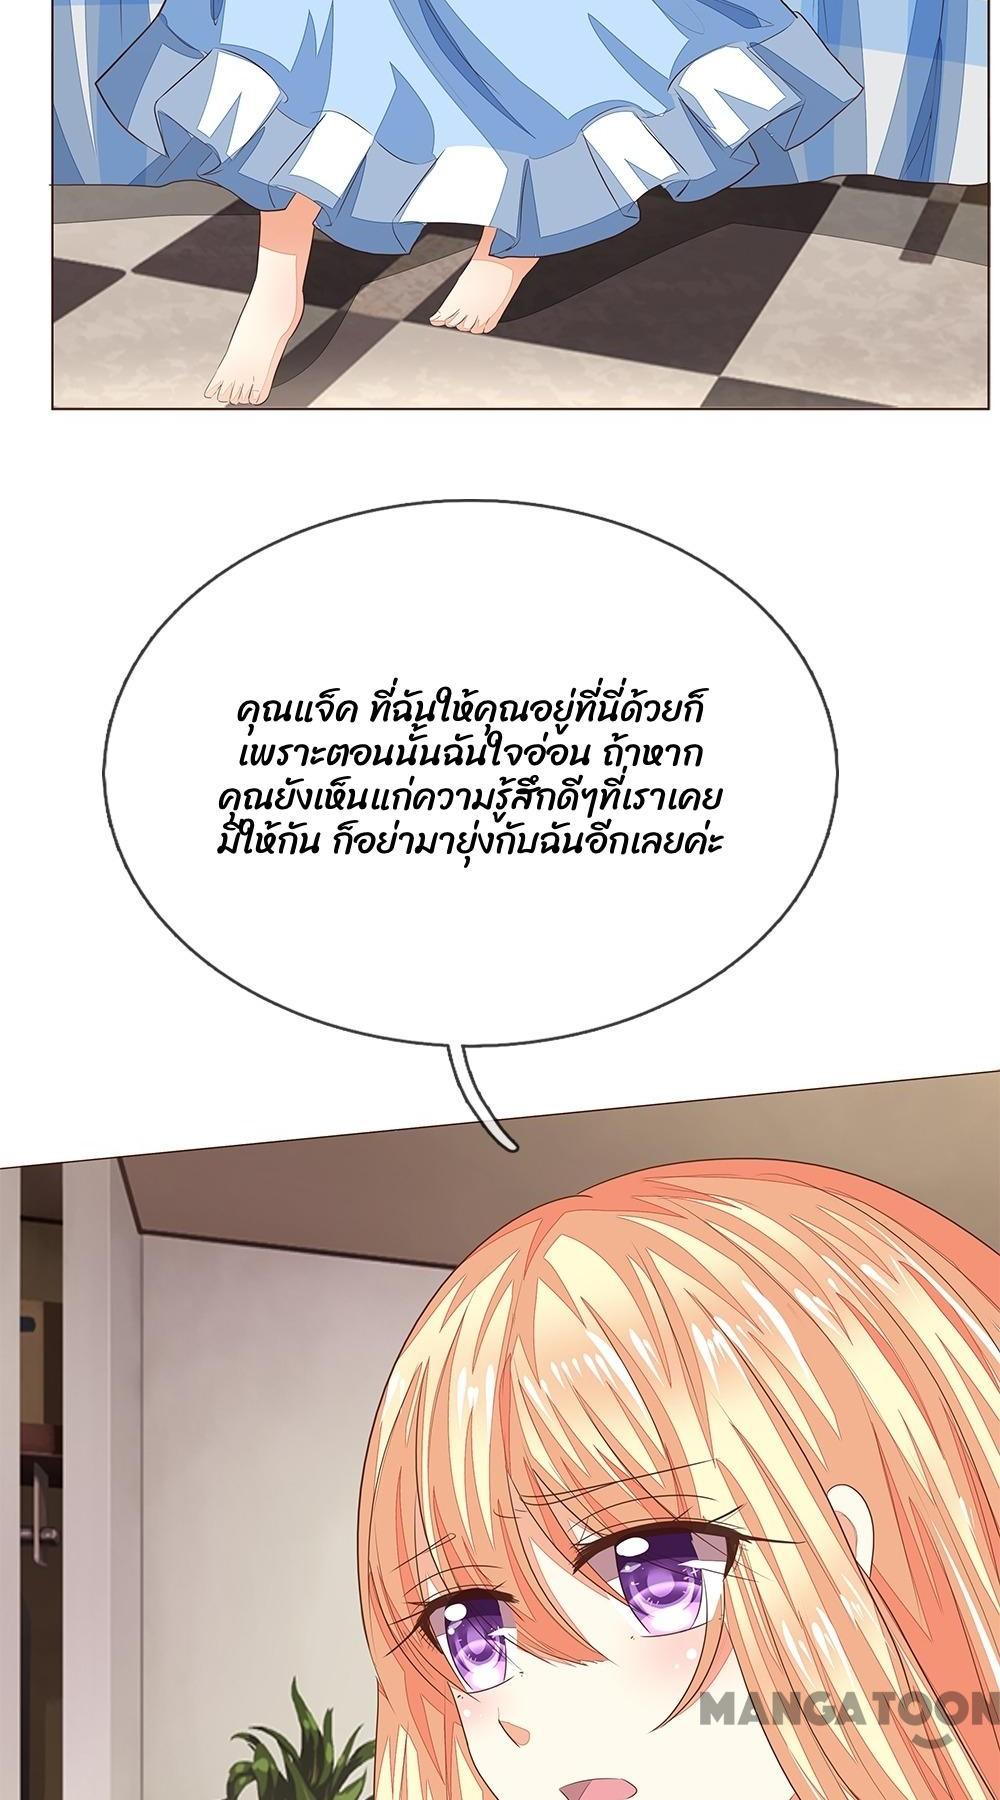 คุณแจ็ค ที่ฉันให้คุณอยู่ที่นี่ด้วยก็
เพราะตอนนั้นฉันใจอ่อน ถ้าหาก
คุณยังเห็นแก่ความรู้สึกดีๆที่เราเคย
มีให้กัน ก็อย่ามายุ่งกับฉันอีกเลยค่ะ
MANGATOON